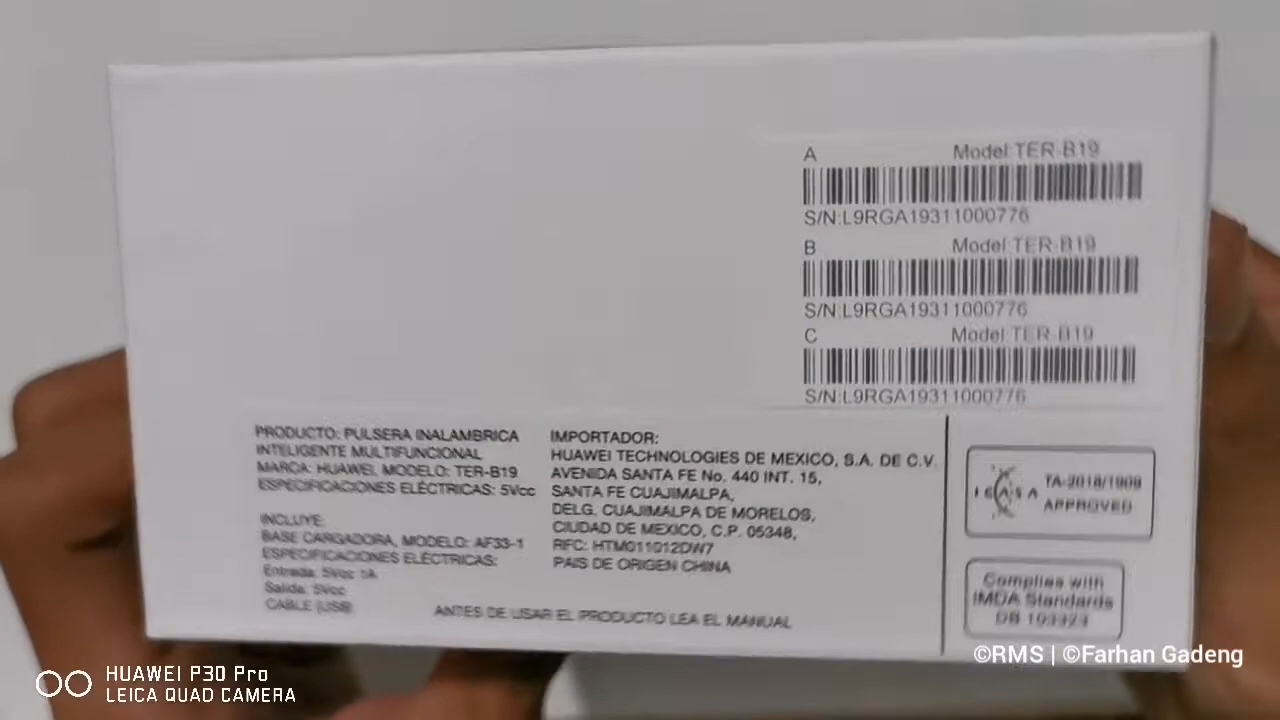 A Model:TER-B19
S/N:L9RGA19311000776
B Model:TER-B19
S/N:L9RGA19311000776
C Model:TER-B19
S/N:L9RGA19311000776
PRODUCTO: PULSERA INALAMBRICA
INTELIGENTE MULTIFUNCIONAL
MARCA: HUAWEI, MODELO: TER-B19
ESPECIFICACIONES ELÉCTRICAS: 5Vcc
INCLUYE:
BASE CARGADORA, MODELO: AF33-1
ESPECIFICACIONES ELÉCTRICAS:
Entrada: 5Vcc 1A
Salida: 5Vcc
CABLE (USB)
IMPORTADOR:
HUAWEI TECHNOLOGIES DE MEXICO, S.A. DE C.V.
AVENIDA SANTA FE No. 440 INT. 15,
SANTA FE CUAJIMALPA,
DELG. CUAJIMALPA DE MORELOS,
CIUDAD DE MEXICO, C.P. 05348,
RFC: HTM011012DW7
PAIS DE ORIGEN CHINA
ANTES DE USAR EL PRODUCTO LEA EL MANUAL
ICASA TA-2018/1909
APPROVED
Complies with
IMDA Standards
DB 103323
©RMS | ©Farhan Gadeng
HUAWEI P30 Pro
LEICA QUAD CAMERA